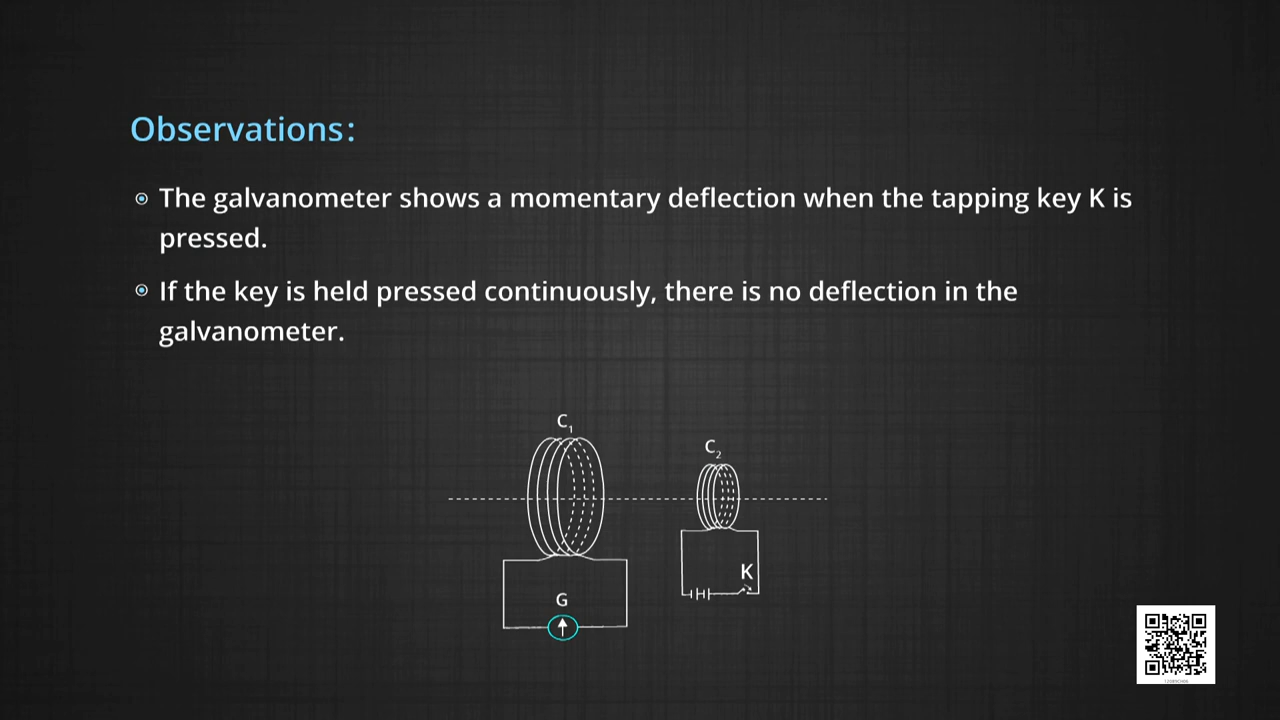 Observations:
The galvanometer shows a momentary deflection when the tapping key K is
pressed.
If the key is held pressed continuously, there is no deflection in the
galvanometer.
C₁
C₂
K
G